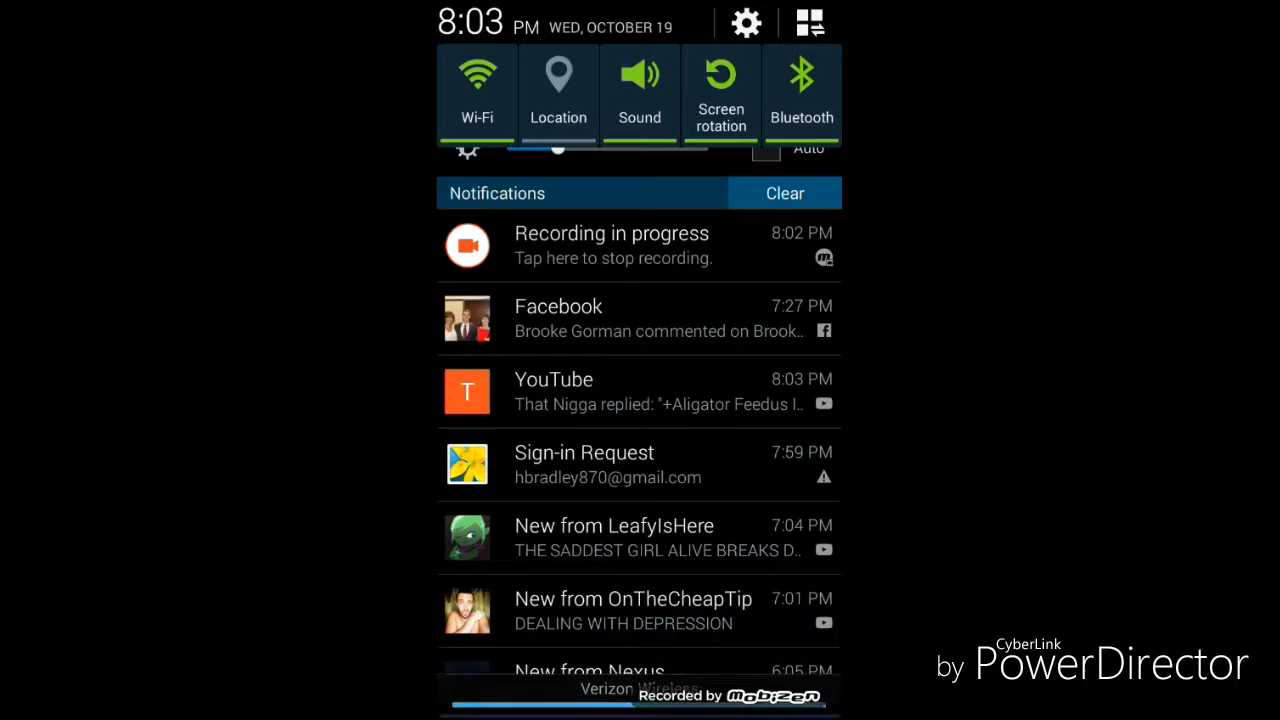 8:03 PM WED, OCTOBER 19
Wi-Fi
Location
Sound
Screen rotation
Bluetooth
Auto
Notifications Clear
Recording in progress 8:02 PM
Tap here to stop recording.
Facebook 7:27 PM
Brooke Gorman commented on Brook..
T
YouTube 8:03 PM
That Nigga replied: "+Aligator Feedus I..
Sign-in Request 7:59 PM
hbradley870@gmail.com
New from LeafyIsHere 7:04 PM
THE SADDEST GIRL ALIVE BREAKS D..
New from OnTheCheapTip 7:01 PM
DEALING WITH DEPRESSION
New from Nexus 6:05 PM
Verizon Wireless
Recorded by mobizen
CyberLink
by PowerDirector